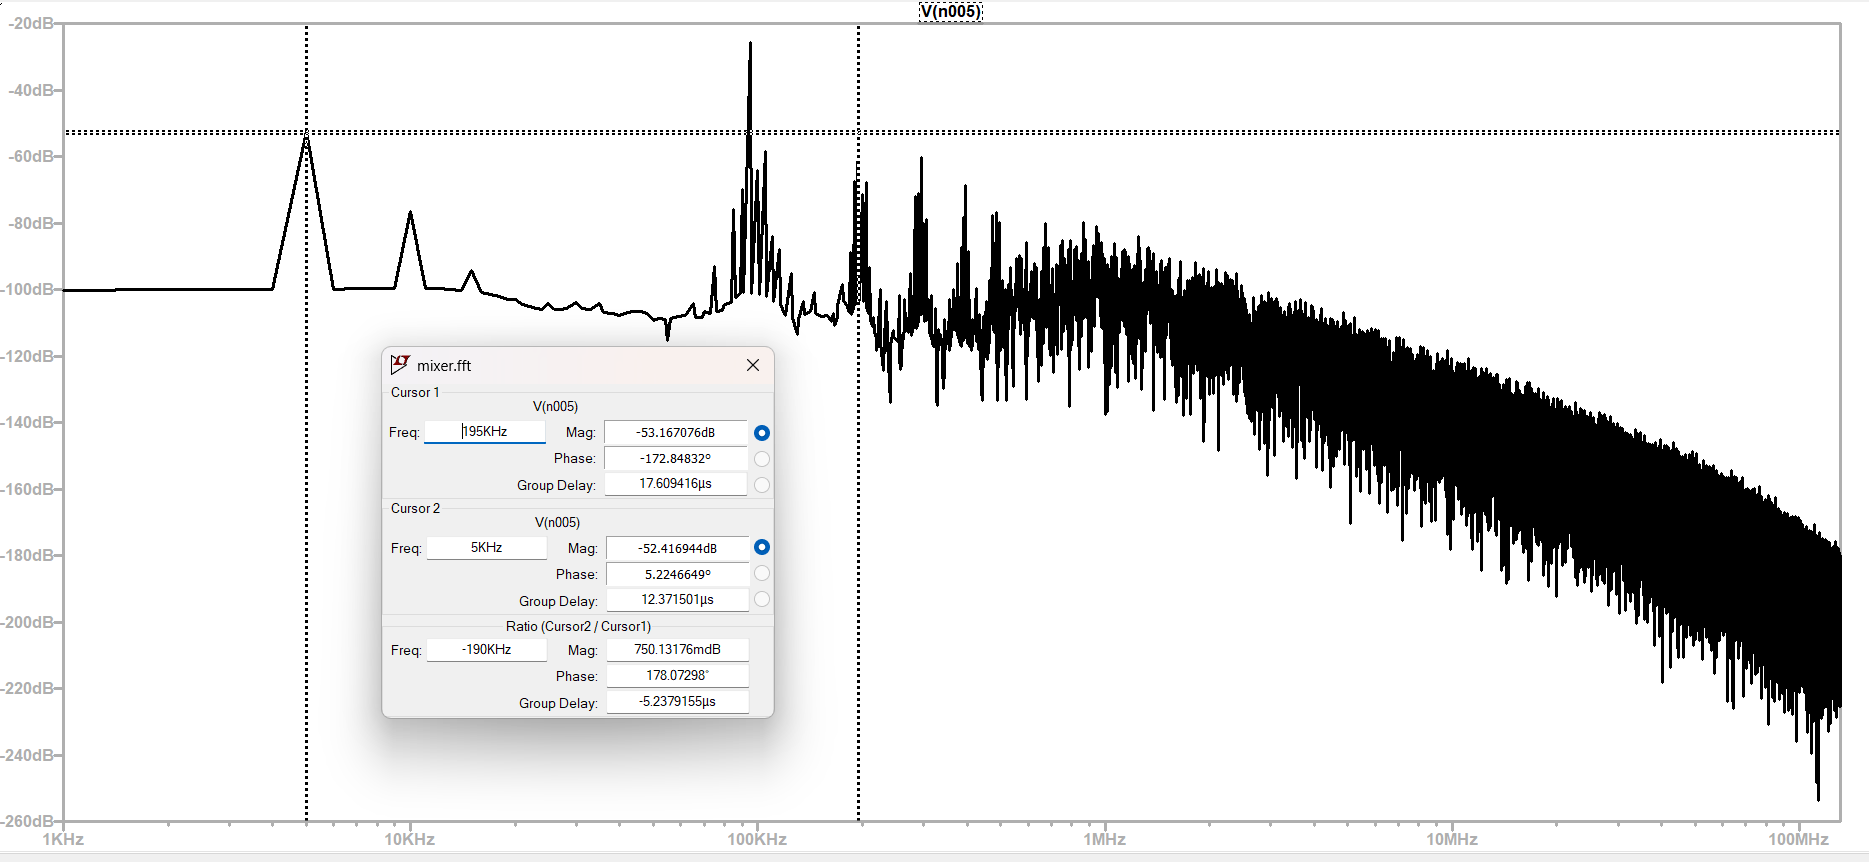 V(n005)
-20dB
-40dB
-60dB
-80dB
-100dB
-120dB
-140dB
-160dB
-180dB
-200dB
-220dB
-240dB
-260dB
1KHz 10KHz 100KHz 1MHz 10MHz 100MHz
mixer.fft
Cursor 1
V(n005)
Freq: 195KHz Mag: -53.167076dB
Phase: -172.84832°
Group Delay: 17.609416µs
Cursor 2
V(n005)
Freq: 5KHz Mag: -52.416944dB
Phase: 5.2246649°
Group Delay: 12.371501µs
Ratio (Cursor2 / Cursor1)
Freq: -190KHz Mag: 750.13176mdB
Phase: 178.07298°
Group Delay: -5.2379155µs